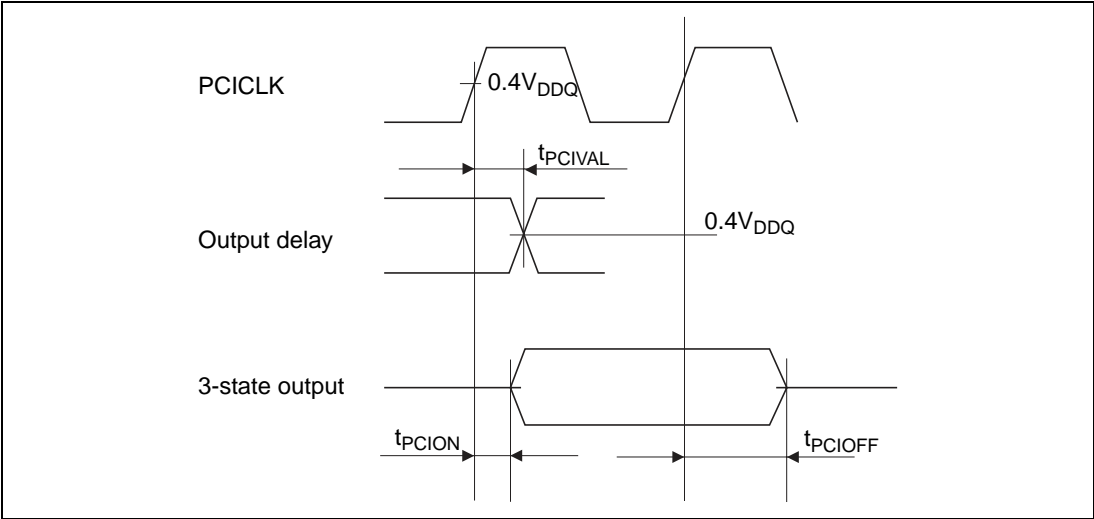 PCICLK
0.4VDDQ
tPCIVAL
Output delay
0.4VDDQ
3-state output
tPCION
tPCIOFF